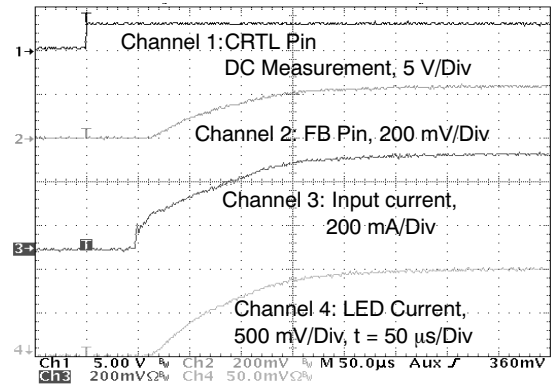 T
1→
Channel 1:CRTL Pin
DC Measurement, 5 V/Div
2→
T
Channel 2: FB Pin, 200 mV/Div
Channel 3: Input current,
200 mA/Div
3→
T
Channel 4: LED Current,
500 mV/Div, t = 50 μs/Div
4→
T
Ch1 5.00 V Ch2 200mV M 50.0µs Aux 360mV
Ch3 200mVΩ Ch4 50.0mVΩ